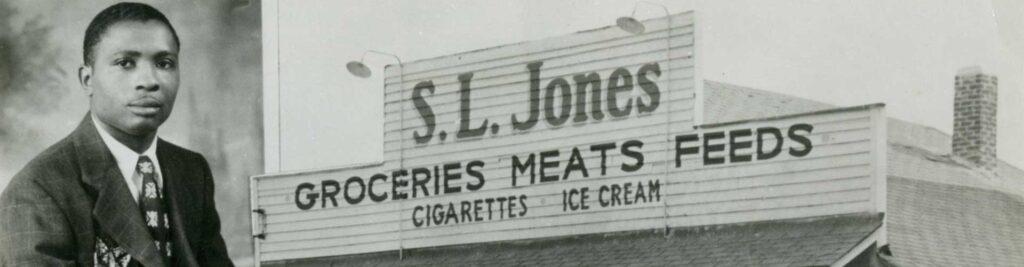 S. L. Jones
GROCERIES MEATS FEEDS
CIGARETTES ICE CREAM